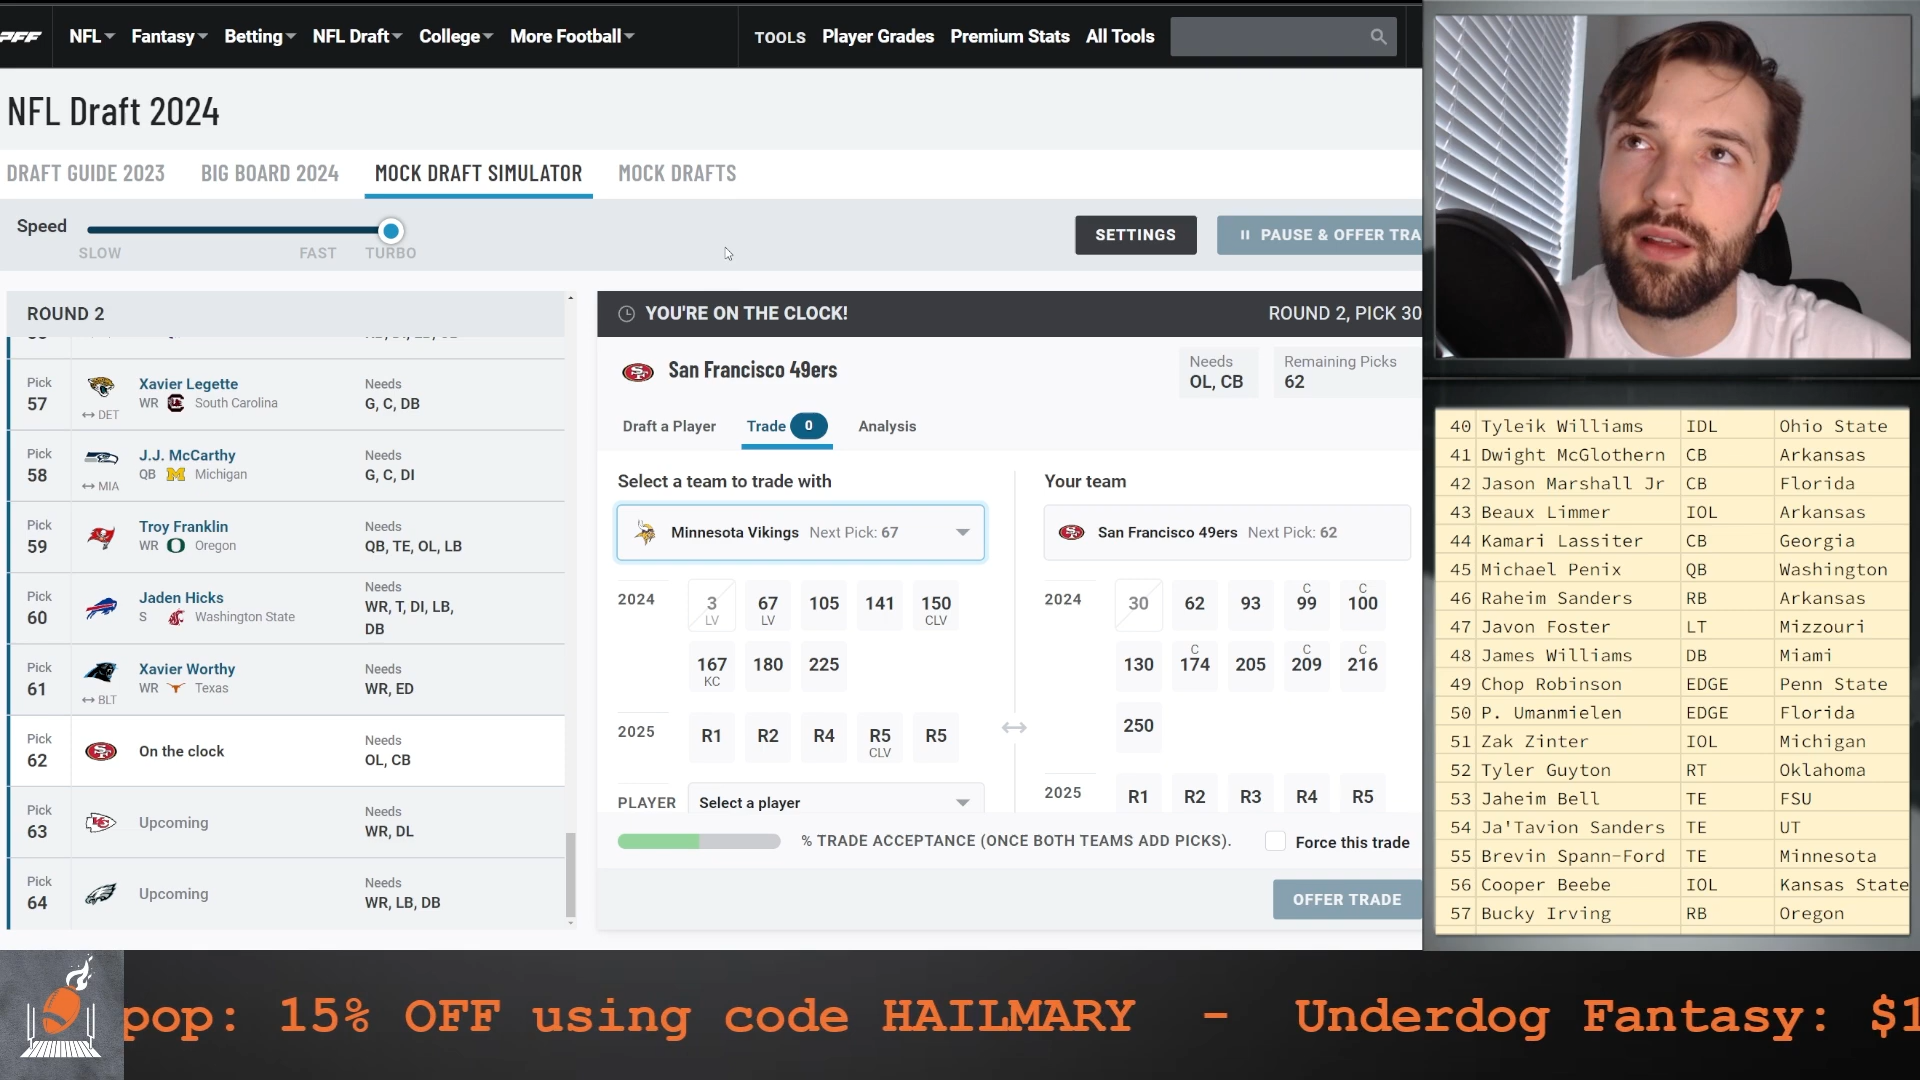 PFF NFL Fantasy Betting NFL Draft College More Football TOOLS Player Grades Premium Stats All Tools
NFL Draft 2024
DRAFT GUIDE 2023 BIG BOARD 2024 MOCK DRAFT SIMULATOR MOCK DRAFTS
Speed
SLOW FAST TURBO
SETTINGS
PAUSE & OFFER TRA
ROUND 2
Pick 57 DET
Xavier Legette
WR South Carolina
Needs
G, C, DB
Pick 58 MIA
J.J. McCarthy
QB Michigan
Needs
G, C, DI
Pick 59
Troy Franklin
WR Oregon
Needs
QB, TE, OL, LB
Pick 60
Jaden Hicks
S Washington State
Needs
WR, T, DI, LB,
DB
Pick 61 BLT
Xavier Worthy
WR Texas
Needs
WR, ED
Pick 62
On the clock
Needs
OL, CB
Pick 63
Upcoming
Needs
WR, DL
Pick 64
Upcoming
Needs
WR, LB, DB
YOU'RE ON THE CLOCK! ROUND 2, PICK 30
San Francisco 49ers
Needs
OL, CB
Remaining Picks
62
Draft a Player Trade 0 Analysis
Select a team to trade with
Minnesota Vikings Next Pick: 67
2024 3 LV 67 LV 105 141 150 CLV
167 KC 180 225
2025 R1 R2 R4 R5 CLV R5
PLAYER Select a player
Your team
San Francisco 49ers Next Pick: 62
2024 30 62 93 C 99 C 100
130 C 174 205 C 209 C 216
250
2025 R1 R2 R3 R4 R5
% TRADE ACCEPTANCE (ONCE BOTH TEAMS ADD PICKS). Force this trade
OFFER TRADE
40 Tyleik Williams IDL Ohio State
41 Dwight McGlothern CB Arkansas
42 Jason Marshall Jr CB Florida
43 Beaux Limmer IOL Arkansas
44 Kamari Lassiter CB Georgia
45 Michael Penix QB Washington
46 Raheim Sanders RB Arkansas
47 Javon Foster LT Mizzouri
48 James Williams DB Miami
49 Chop Robinson EDGE Penn State
50 P. Umanmielen EDGE Florida
51 Zak Zinter IOL Michigan
52 Tyler Guyton RT Oklahoma
53 Jaheim Bell TE FSU
54 Ja'Tavion Sanders TE UT
55 Brevin Spann-Ford TE Minnesota
56 Cooper Beebe IOL Kansas State
57 Bucky Irving RB Oregon
pop: 15% OFF using code HAILMARY - Underdog Fantasy: $1